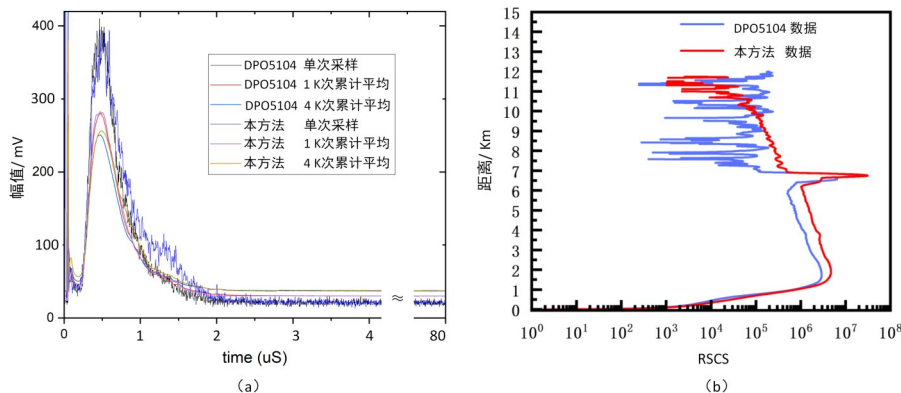 400
300
200
100
0
幅值/ mV
DPO5104 单次采样
DPO5104 1 K次累计平均
DPO5104 4 K次累计平均
本方法 单次采样
本方法 1 K次累计平均
本方法 4 K次累计平均
0 1 2 3 4 80
≈
time (uS)
（a）
15
14
13
12
11
10
9
8
7
6
5
4
3
2
1
0
距离/ Km
DPO5104 数据
本方法 数据
10⁰ 10¹ 10² 10³ 10⁴ 10⁵ 10⁶ 10⁷ 10⁸
RSCS
（b）